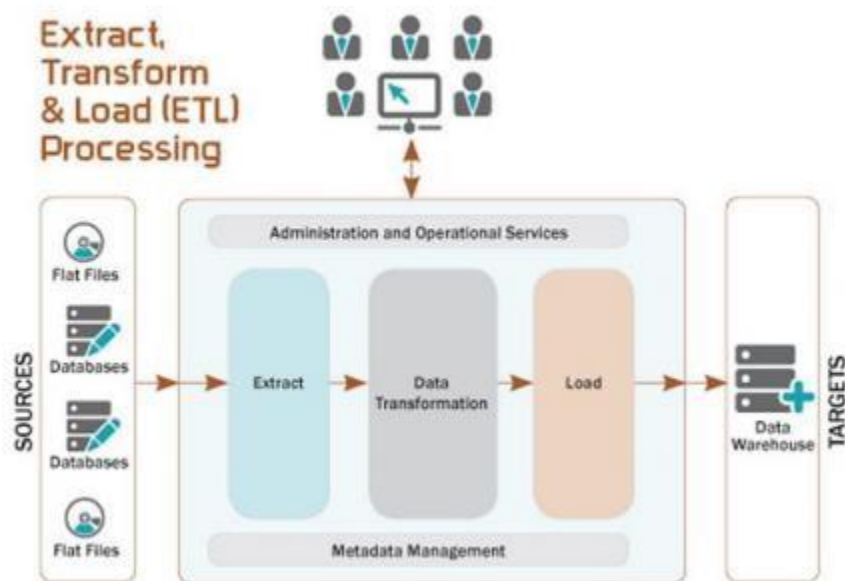 Extract,
Transform
& Load (ETL)
Processing
SOURCES
Flat Files
Databases
Databases
Flat Files
Administration and Operational Services
Extract
Data
Transformation
Load
Metadata Management
Data
Warehouse
TARGETS